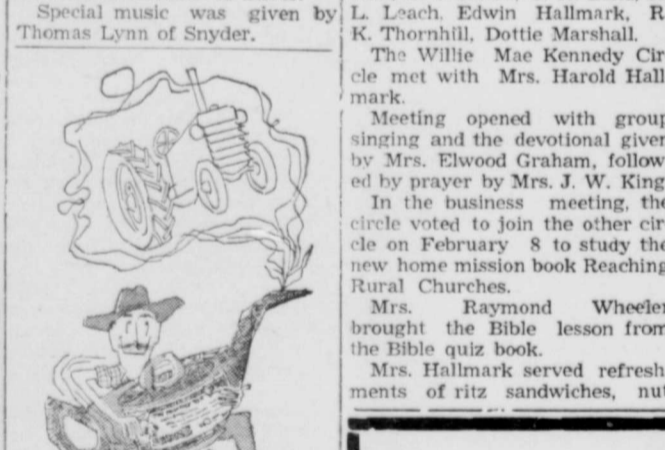 Special music was given by
Thomas Lynn of Snyder.
L. Leach, Edwin Hallmark, R.
K. Thornhill, Dottie Marshall.
The Willie Mae Kennedy Cir
cle met with Mrs. Harold Hall
mark.
Meeting opened with group
singing and the devotional given
by Mrs. Elwood Graham, follow
ed by prayer by Mrs. J. W. King
In the business meeting, the
circle voted to join the other cir
cle on February 8 to study the
new home mission book Reaching
Rural Churches.
Mrs. Raymond Wheeler
brought the Bible lesson from
the Bible quiz book.
Mrs. Hallmark served refresh
ments of ritz sandwiches, nut